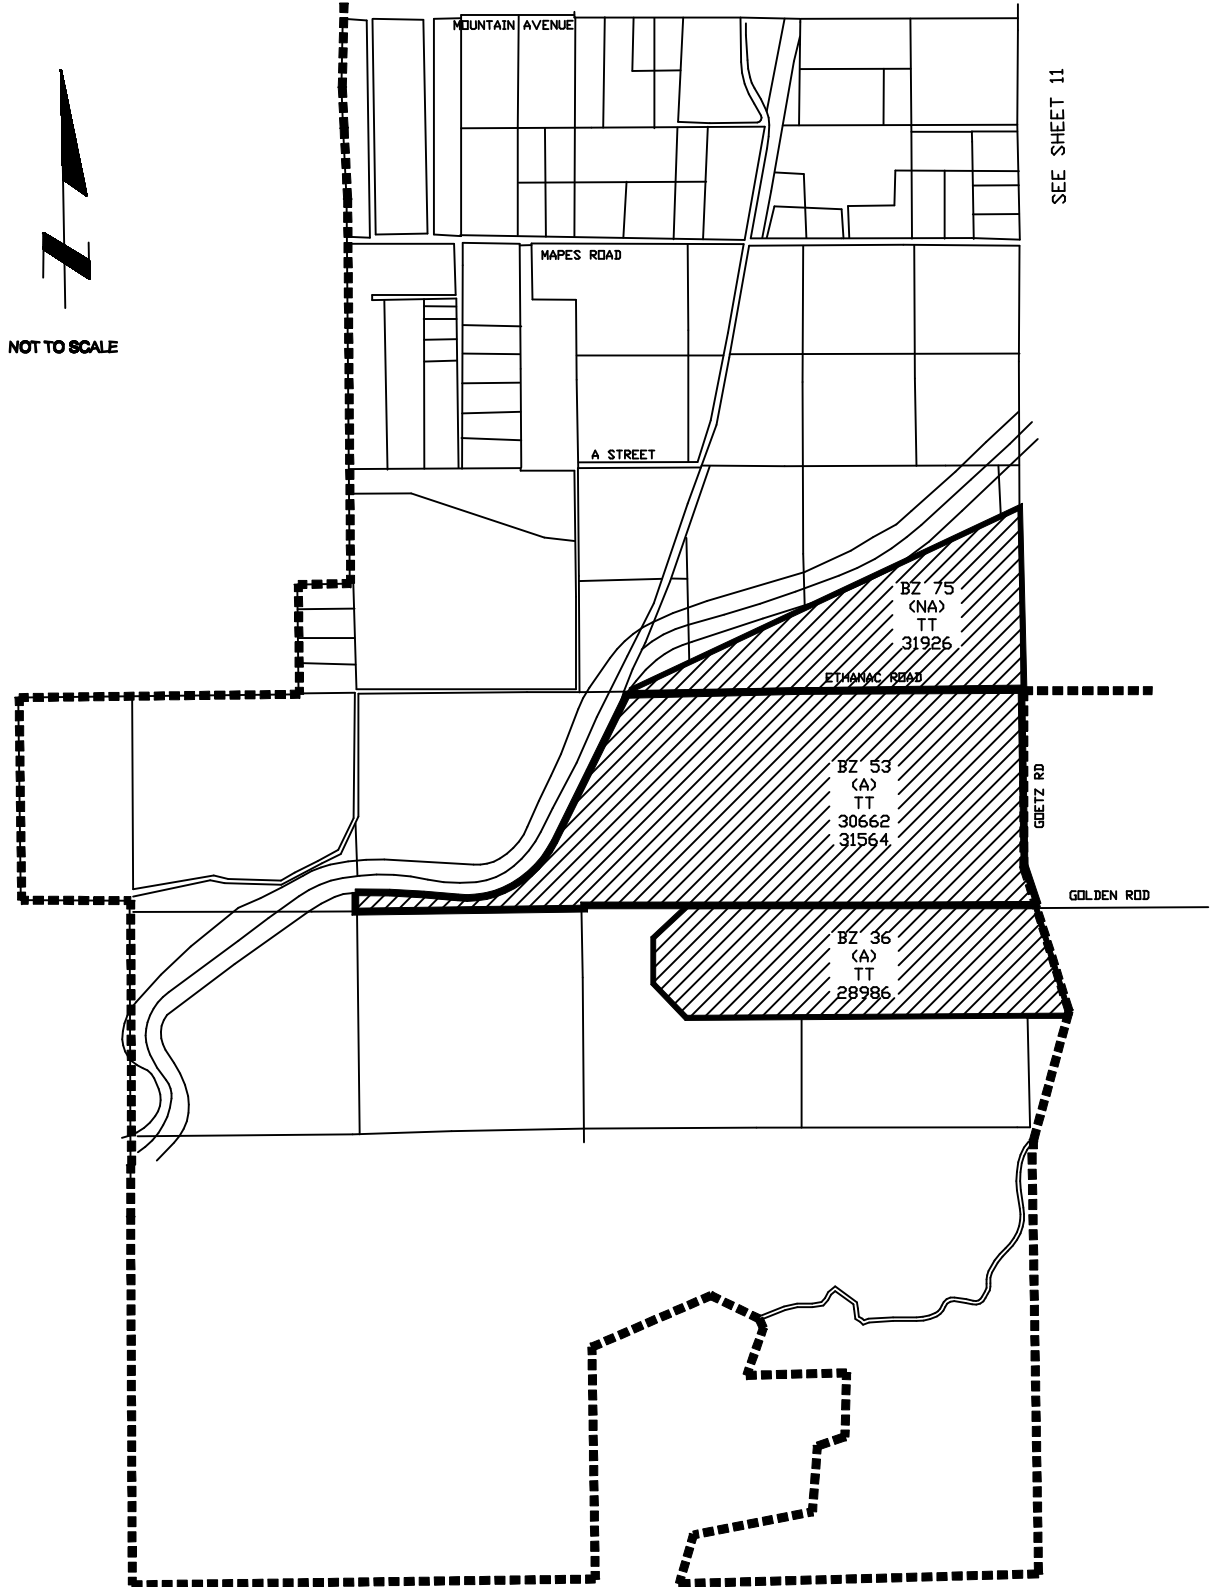 MOUNTAIN AVENUE
SEE SHEET 11
MAPES ROAD
NOT TO SCALE
A STREET
BZ 75
(NA)
TT
31926
ETHANAC ROAD
BZ 53
(A)
TT
30662
31564
GOETZ RD
GOLDEN ROD
BZ 36
(A)
TT
28986